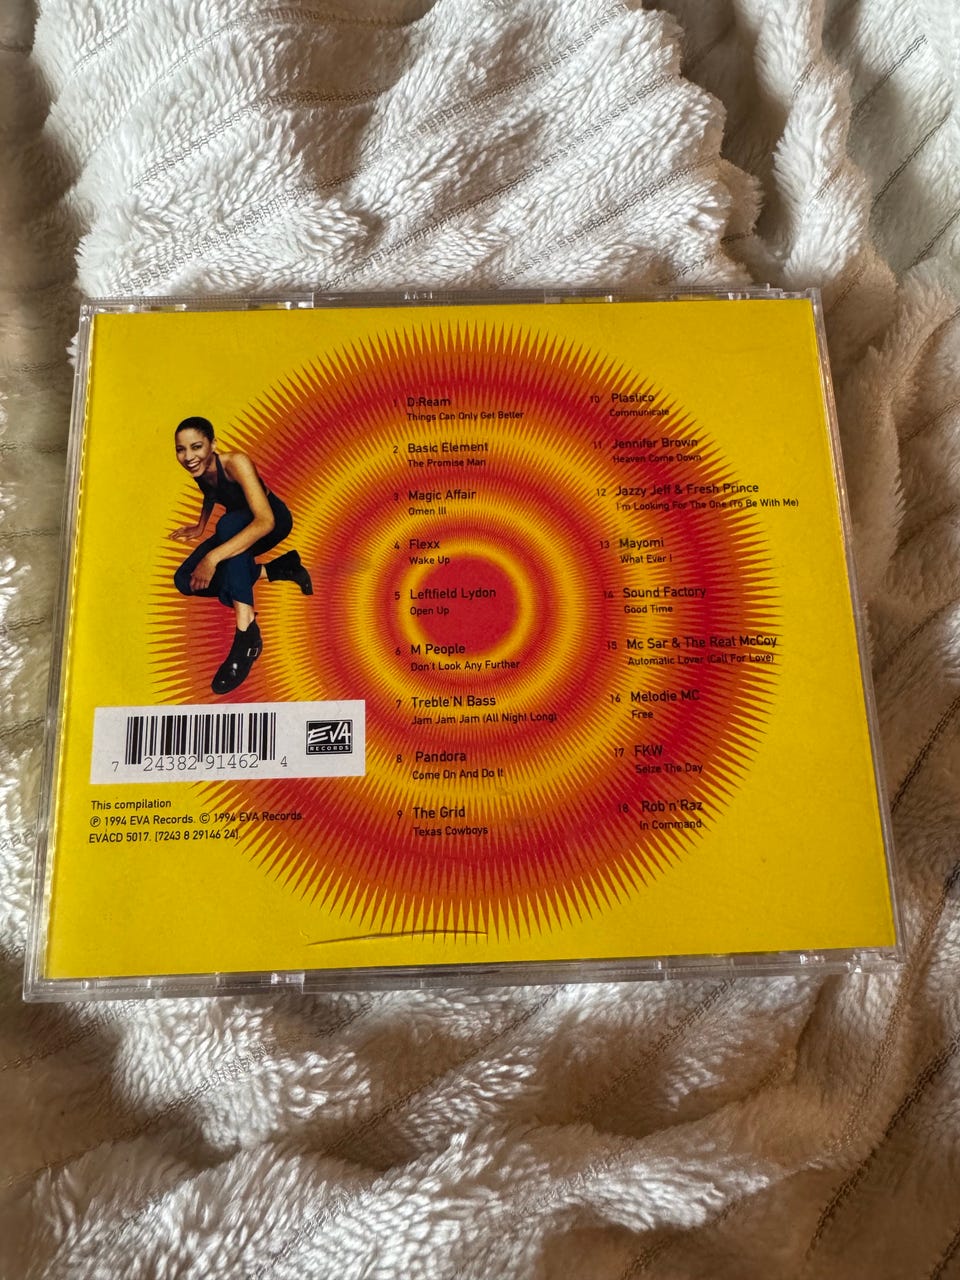 1 D:Ream
Things Can Only Get Better
2 Basic Element
The Promise Man
3 Magic Affair
Omen III
4 Flexx
Wake Up
5 Leftfield Lydon
Open Up
6 M People
Don't Look Any Further
7 Treble'N Bass
Jam Jam Jam (All Night Long)
8 Pandora
Come On And Do It
9 The Grid
Texas Cowboys
10 Plastico
Communicate
11 Jennifer Brown
Heaven Come Down
12 Jazzy Jeff & Fresh Prince
I'm Looking For The One (To Be With Me)
13 Mayomi
What Ever I
14 Sound Factory
Good Time
15 Mc Sar & The Real McCoy
Automatic Lover (Call For Love)
16 Melodie MC
Free
17 FKW
Seize The Day
18 Rob'n'Raz
In Command
EVA
RECORDS
7 24382 91462 4
This compilation
℗ 1994 EVA Records. © 1994 EVA Records.
EVACD 5017. [7243 8 29146 24].